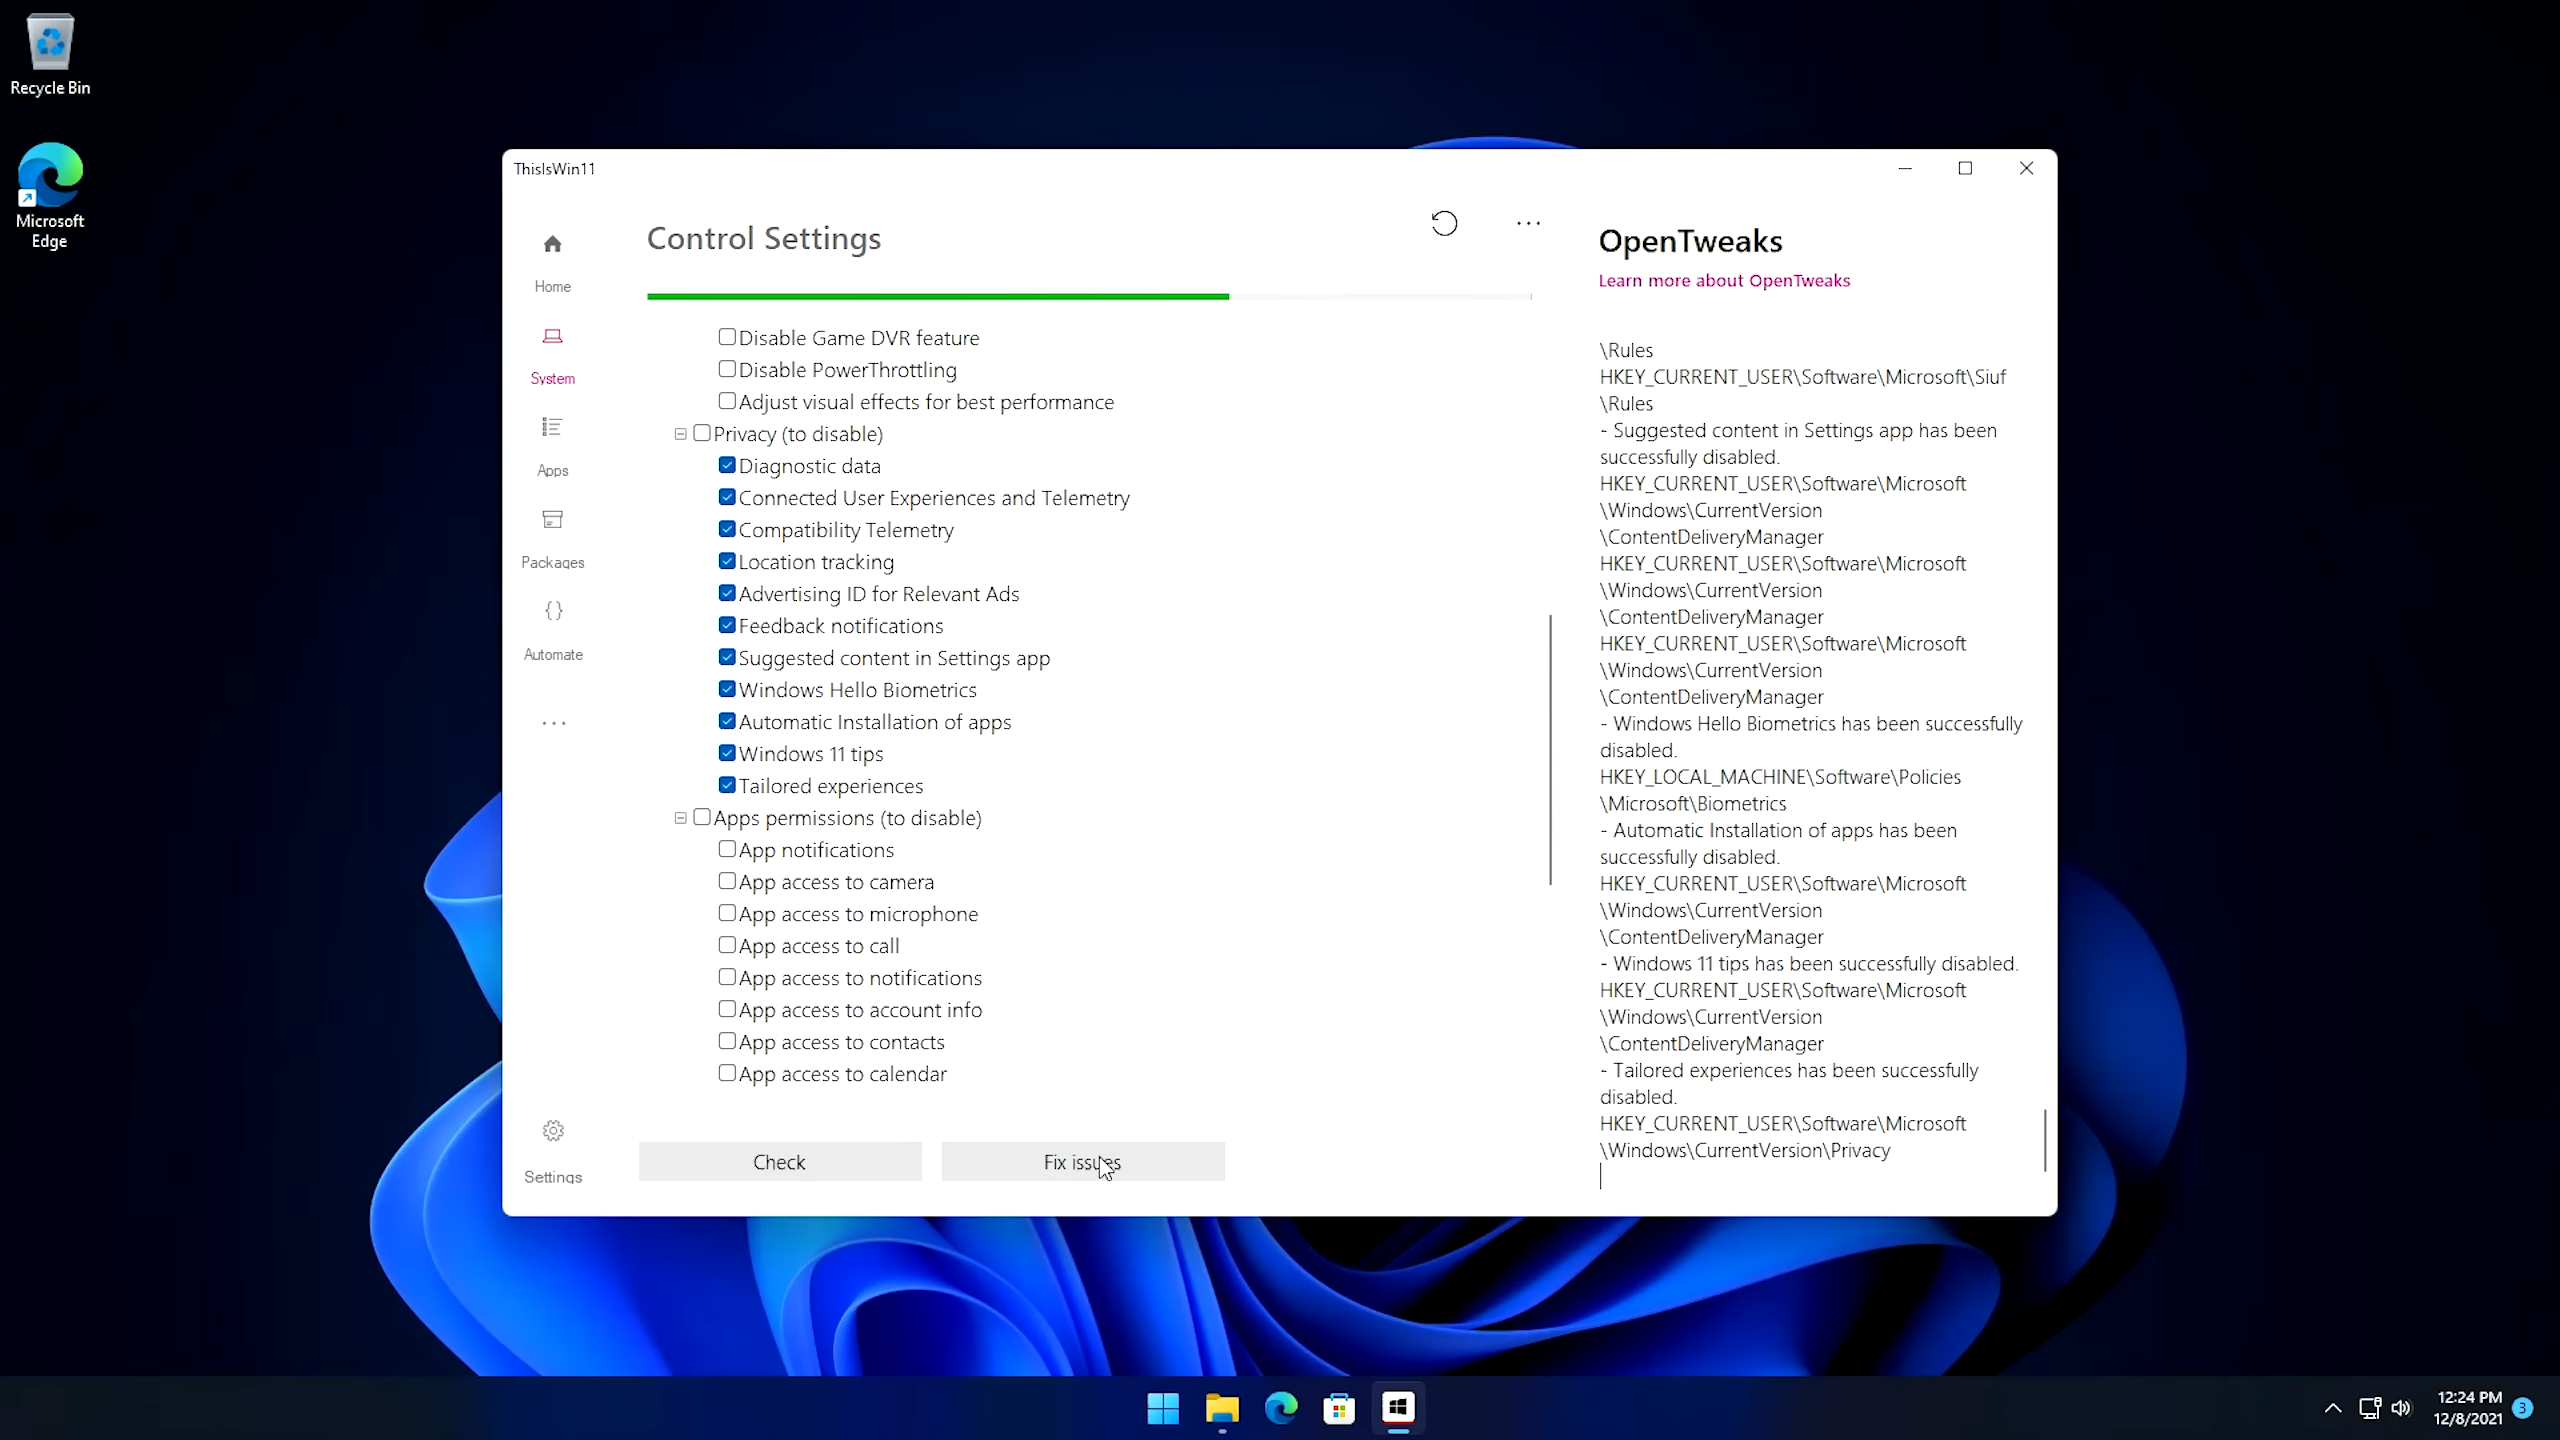 Recycle Bin
Microsoft
Edge
ThisIsWin11
Home
System
Apps
Packages
Automate
Settings
Control Settings
Disable Game DVR feature
Disable PowerThrottling
Adjust visual effects for best performance
Privacy (to disable)
Diagnostic data
Connected User Experiences and Telemetry
Compatibility Telemetry
Location tracking
Advertising ID for Relevant Ads
Feedback notifications
Suggested content in Settings app
Windows Hello Biometrics
Automatic Installation of apps
Windows 11 tips
Tailored experiences
Apps permissions (to disable)
App notifications
App access to camera
App access to microphone
App access to call
App access to notifications
App access to account info
App access to contacts
App access to calendar
Check
Fix issues
OpenTweaks
Learn more about OpenTweaks
\Rules
HKEY_CURRENT_USER\Software\Microsoft\Siuf
\Rules
- Suggested content in Settings app has been
successfully disabled.
HKEY_CURRENT_USER\Software\Microsoft
\Windows\CurrentVersion
\ContentDeliveryManager
HKEY_CURRENT_USER\Software\Microsoft
\Windows\CurrentVersion
\ContentDeliveryManager
HKEY_CURRENT_USER\Software\Microsoft
\Windows\CurrentVersion
\ContentDeliveryManager
- Windows Hello Biometrics has been successfully
disabled.
HKEY_LOCAL_MACHINE\Software\Policies
\Microsoft\Biometrics
- Automatic Installation of apps has been
successfully disabled.
HKEY_CURRENT_USER\Software\Microsoft
\Windows\CurrentVersion
\ContentDeliveryManager
- Windows 11 tips has been successfully disabled.
HKEY_CURRENT_USER\Software\Microsoft
\Windows\CurrentVersion
\ContentDeliveryManager
- Tailored experiences has been successfully
disabled.
HKEY_CURRENT_USER\Software\Microsoft
\Windows\CurrentVersion\Privacy
12:24 PM
12/8/2021
3